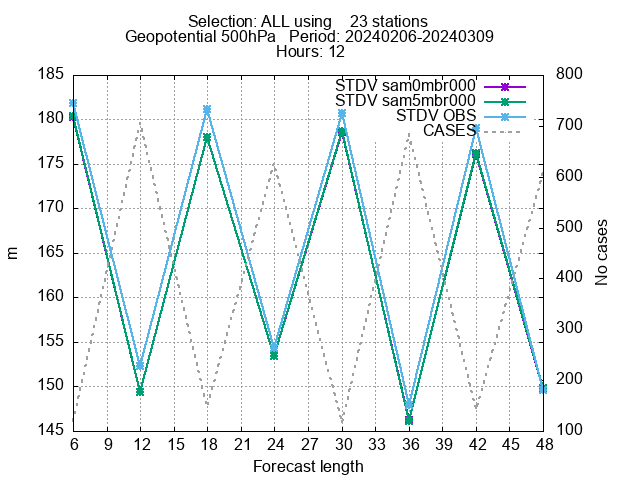 Selection: ALL using 23 stations
Geopotential 500hPa Period: 20240206-20240309
Hours: 12
STDV sam0mbr000
STDV sam5mbr000
STDV OBS
CASES
185
180
175
170
165
160
155
150
145
m
800
700
600
500
400
300
200
100
No cases
6 9 12 15 18 21 24 27 30 33 36 39 42 45 48
Forecast length